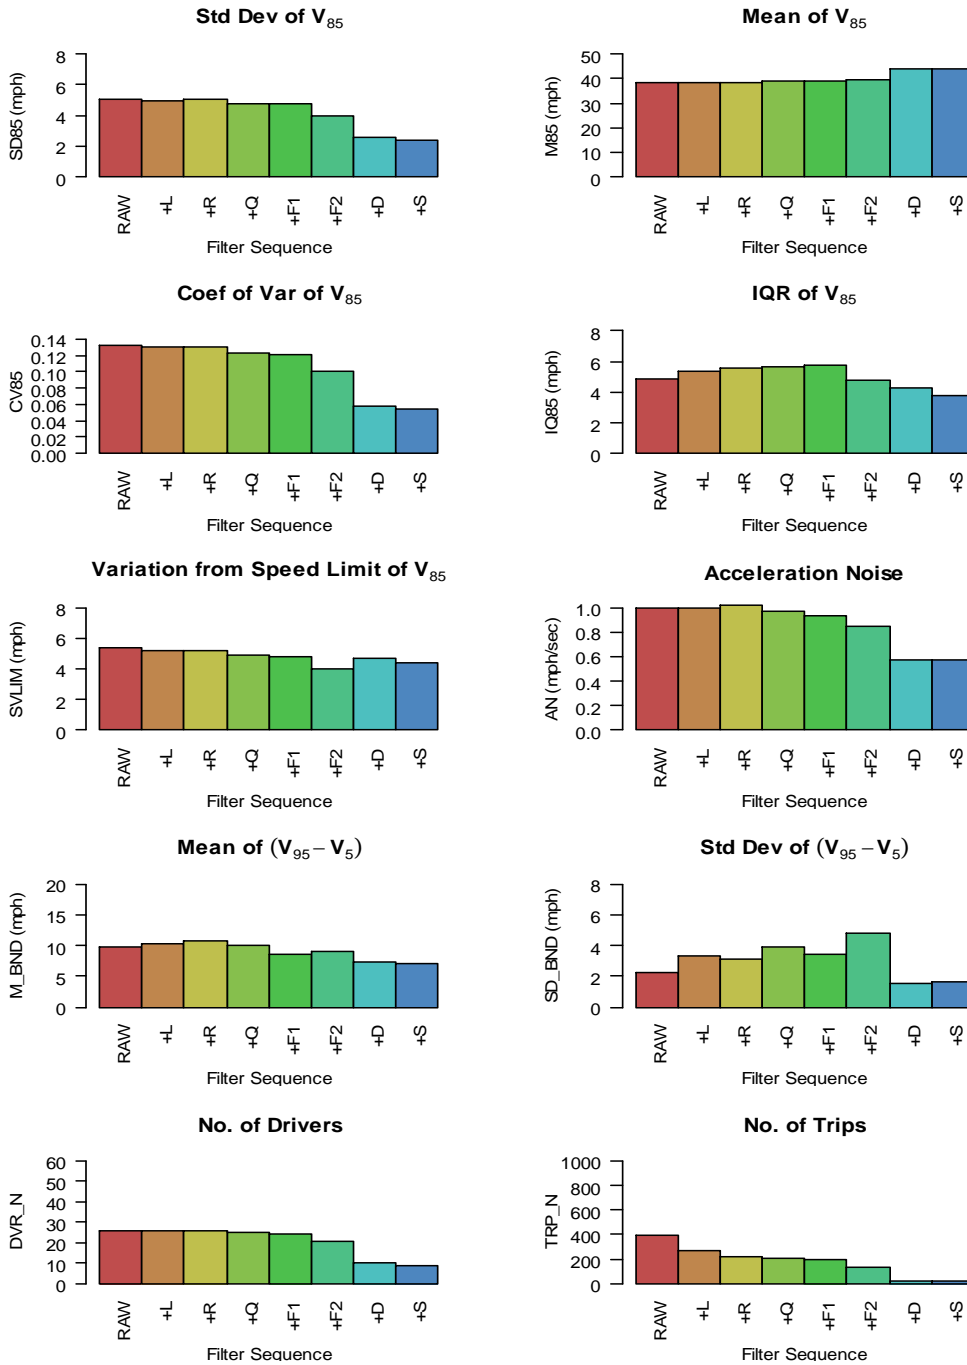 Std Dev of V85
SD85 (mph)
8
6
4
2
0
RAW +L +R +Q +F1 +F2 +D +S
Filter Sequence
Mean of V85
M85 (mph)
50
40
30
20
10
0
RAW +L +R +Q +F1 +F2 +D +S
Filter Sequence
Coef of Var of V85
CV85
0.14
0.12
0.10
0.08
0.06
0.04
0.02
0.00
RAW +L +R +Q +F1 +F2 +D +S
Filter Sequence
IQR of V85
IQ85 (mph)
8
6
4
2
0
RAW +L +R +Q +F1 +F2 +D +S
Filter Sequence
Variation from Speed Limit of V85
SVLIM (mph)
8
6
4
2
0
RAW +L +R +Q +F1 +F2 +D +S
Filter Sequence
Acceleration Noise
AN (mph/sec)
1.0
0.8
0.6
0.4
0.2
0.0
RAW +L +R +Q +F1 +F2 +D +S
Filter Sequence
Mean of (V95 − V5)
M_BND (mph)
20
15
10
5
0
RAW +L +R +Q +F1 +F2 +D +S
Filter Sequence
Std Dev of (V95 − V5)
SD_BND (mph)
8
6
4
2
0
RAW +L +R +Q +F1 +F2 +D +S
Filter Sequence
No. of Drivers
DVR_N
60
50
40
30
20
10
0
RAW +L +R +Q +F1 +F2 +D +S
Filter Sequence
No. of Trips
TRP_N
1000
800
600
400
200
0
RAW +L +R +Q +F1 +F2 +D +S
Filter Sequence